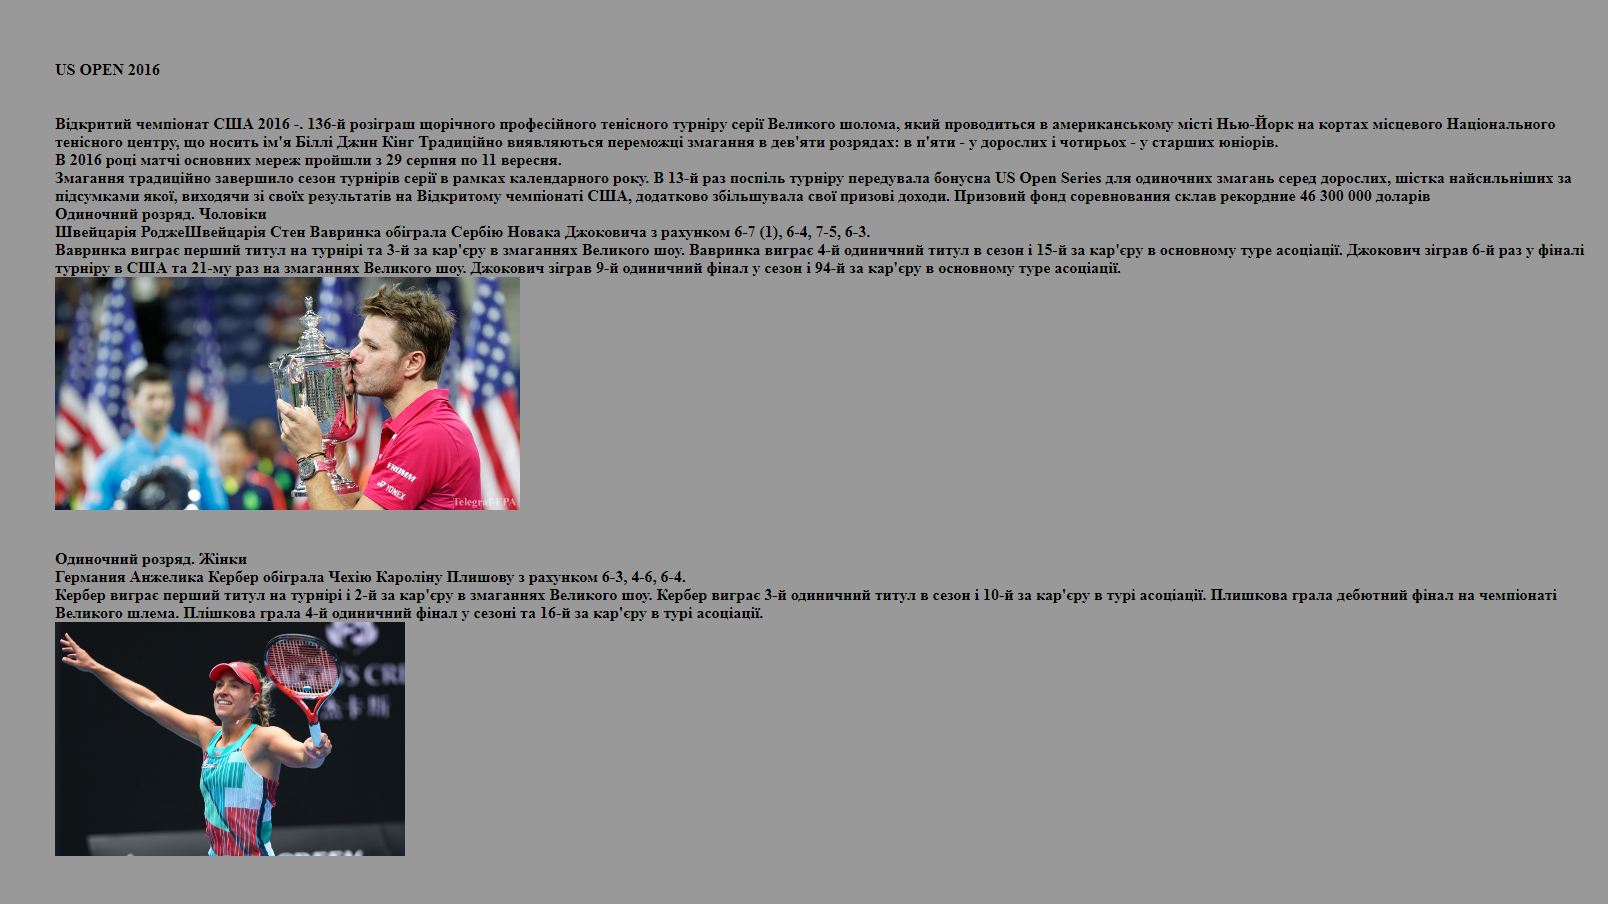 US OPEN 2016
Відкритий чемпіонат США 2016 -. 136-й розіграш щорічного професійного тенісного турніру серії Великого шолома, який проводиться в американському місті Нью-Йорк на кортах місцевого Національного
тенісного центру, що носить ім'я Біллі Джин Кінг Традиційно виявляються переможці змагання в дев'яти розрядах: в п'яти - у дорослих і чотирьох - у старших юніорів.
В 2016 році матчі основних мереж пройшли з 29 серпня по 11 вересня.
Змагання традиційно завершило сезон турнірів серії в рамках календарного року. В 13-й раз поспіль турніру передувала бонусна US Open Series для одиночних змагань серед дорослих, шістка найсильніших за
підсумками якої, виходячи зі своїх результатів на Відкритому чемпіонаті США, додатково збільшувала свої призові доходи. Призовий фонд соревнования склав рекордние 46 300 000 доларів
Одиночний розряд. Чоловіки
Швейцарія РоджеШвейцарія Стен Вавринка обіграла Сербію Новака Джоковича з рахунком 6-7 (1), 6-4, 7-5, 6-3.
Вавринка виграє перший титул на турнірі та 3-й за кар'єру в змаганнях Великого шоу. Вавринка виграє 4-й одиничний титул в сезон і 15-й за кар'єру в основному туре асоціації. Джокович зіграв 6-й раз у фіналі
турніру в США та 21-му раз на змаганнях Великого шоу. Джокович зіграв 9-й одиничний фінал у сезон і 94-й за кар'єру в основному туре асоціації.
FROMM
YONEX
Telegraf-EPA
Одиночний розряд. Жінки
Германия Анжелика Кербер обіграла Чехію Кароліну Плишову з рахунком 6-3, 4-6, 6-4.
Кербер виграє перший титул на турнірі і 2-й за кар'єру в змаганнях Великого шоу. Кербер виграє 3-й одиничний титул в сезон і 10-й за кар'єру в турі асоціації. Плишкова грала дебютний фінал на чемпіонаті
Великого шлема. Плішкова грала 4-й одиничний фінал у сезоні та 16-й за кар'єру в турі асоціації.